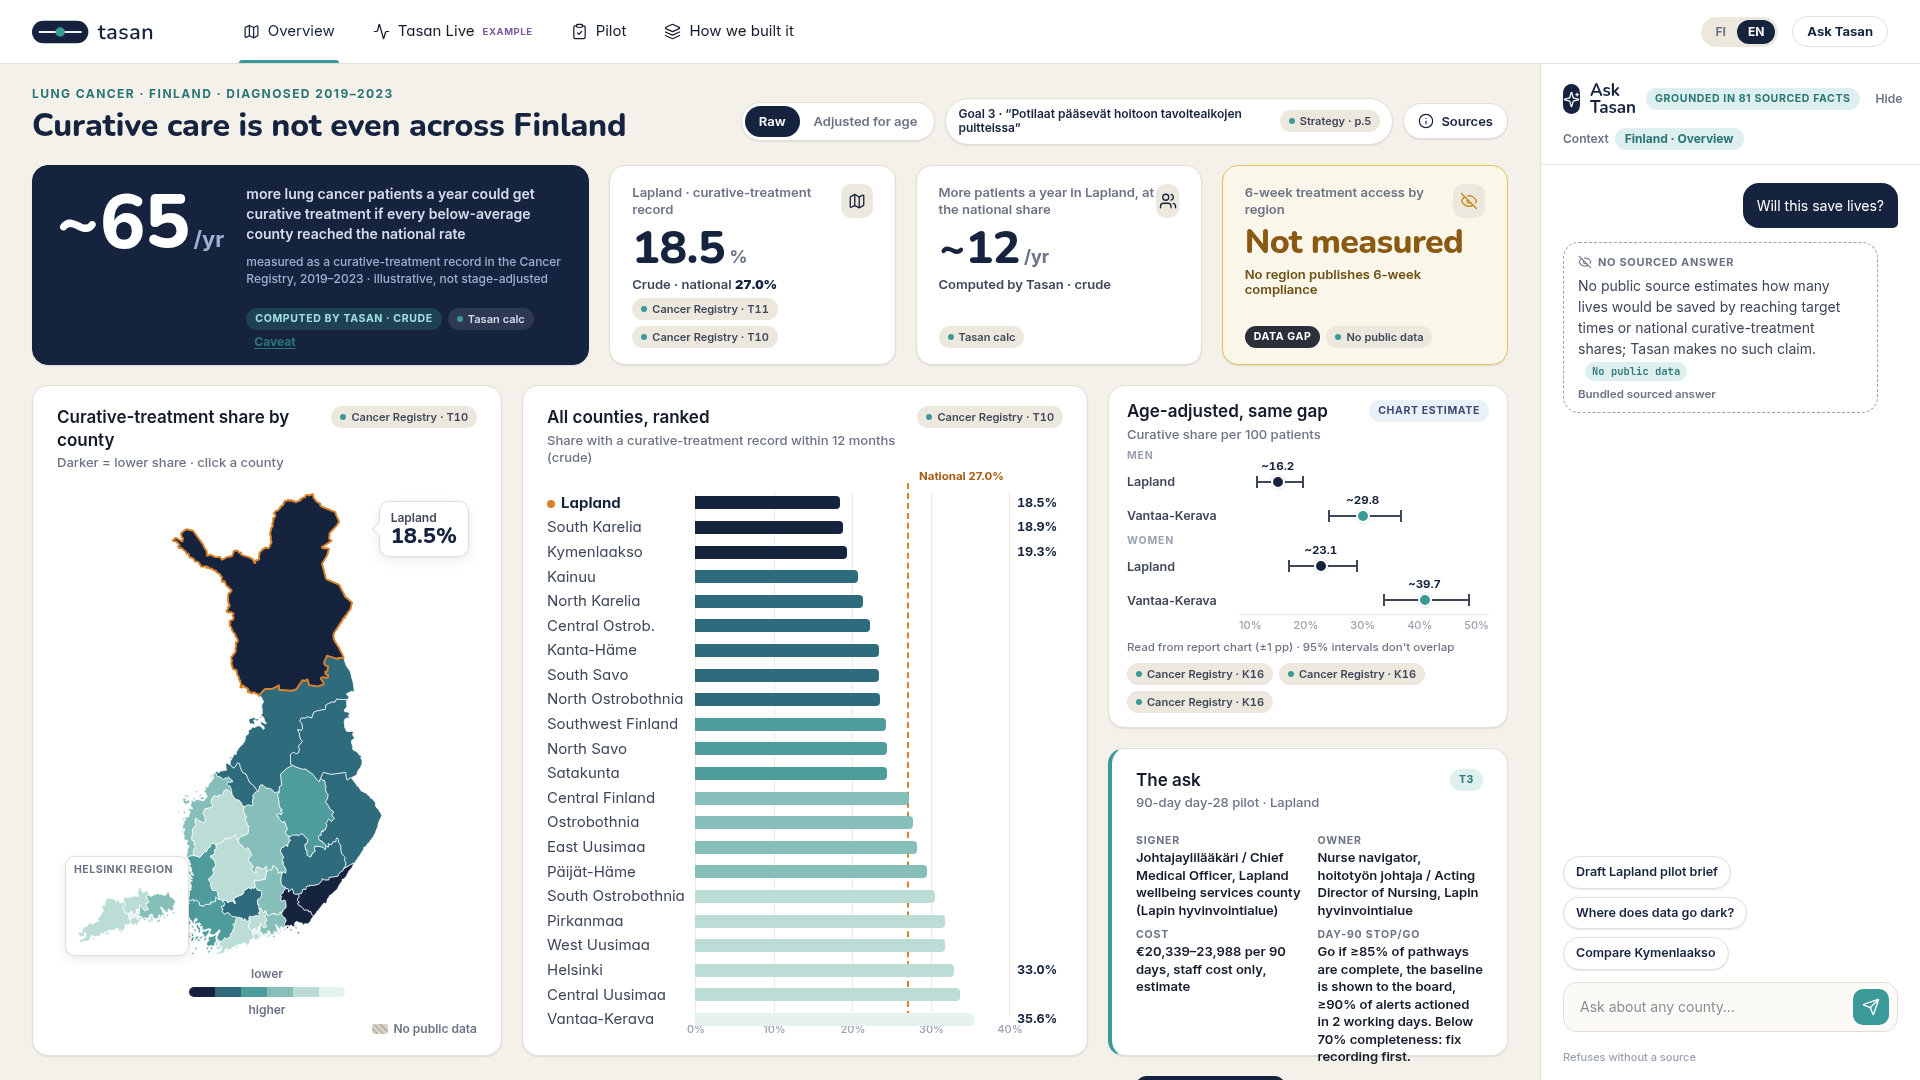 tasan
Overview
Tasan Live EXAMPLE
Pilot
How we built it
FI EN
Ask Tasan
LUNG CANCER · FINLAND · DIAGNOSED 2019–2023
Curative care is not even across Finland
Raw Adjusted for age
Goal 3 · “Potilaat pääsevät hoitoon tavoiteaikojen
puitteissa”
Strategy · p.5
Sources
~65 /yr
more lung cancer patients a year could get
curative treatment if every below-average
county reached the national rate
measured as a curative-treatment record in the Cancer
Registry, 2019–2023 · illustrative, not stage-adjusted
COMPUTED BY TASAN · CRUDE Tasan calc
Caveat
Lapland · curative-treatment
record
18.5 %
Crude · national 27.0%
Cancer Registry · T11
Cancer Registry · T10
More patients a year in Lapland, at
the national share
~12 /yr
Computed by Tasan · crude
Tasan calc
6-week treatment access by
region
Not measured
No region publishes 6-week
compliance
DATA GAP No public data
Curative-treatment share by
county
Cancer Registry · T10
Darker = lower share · click a county
Lapland
18.5%
HELSINKI REGION
lower
higher
No public data
All counties, ranked
Cancer Registry · T10
Share with a curative-treatment record within 12 months
(crude)
National 27.0%
Lapland 18.5%
South Karelia 18.9%
Kymenlaakso 19.3%
Kainuu
North Karelia
Central Ostrob.
Kanta-Häme
South Savo
North Ostrobothnia
Southwest Finland
North Savo
Satakunta
Central Finland
Ostrobothnia
East Uusimaa
Päijät-Häme
South Ostrobothnia
Pirkanmaa
West Uusimaa
Helsinki 33.0%
Central Uusimaa
Vantaa-Kerava 35.6%
0% 10% 20% 30% 40%
Age-adjusted, same gap
CHART ESTIMATE
Curative share per 100 patients
MEN
~16.2
Lapland
~29.8
Vantaa-Kerava
WOMEN
~23.1
Lapland
~39.7
Vantaa-Kerava
10% 20% 30% 40% 50%
Read from report chart (±1 pp) · 95% intervals don't overlap
Cancer Registry · K16 Cancer Registry · K16
Cancer Registry · K16
The ask
T3
90-day day-28 pilot · Lapland
SIGNER
Johtajaylilääkäri / Chief
Medical Officer, Lapland
wellbeing services county
(Lapin hyvinvointialue)
OWNER
Nurse navigator,
hoitotyön johtaja / Acting
Director of Nursing, Lapin
hyvinvointialue
COST
€20,339–23,988 per 90
days, staff cost only,
estimate
DAY-90 STOP/GO
Go if ≥85% of pathways
are complete, the baseline
is shown to the board,
≥90% of alerts actioned
in 2 working days. Below
70% completeness: fix
recording first.
Ask
Tasan
GROUNDED IN 81 SOURCED FACTS
Hide
Context Finland · Overview
Will this save lives?
NO SOURCED ANSWER
No public source estimates how many
lives would be saved by reaching target
times or national curative-treatment
shares; Tasan makes no such claim.
No public data
Bundled sourced answer
Draft Lapland pilot brief
Where does data go dark?
Compare Kymenlaakso
Ask about any county...
Refuses without a source